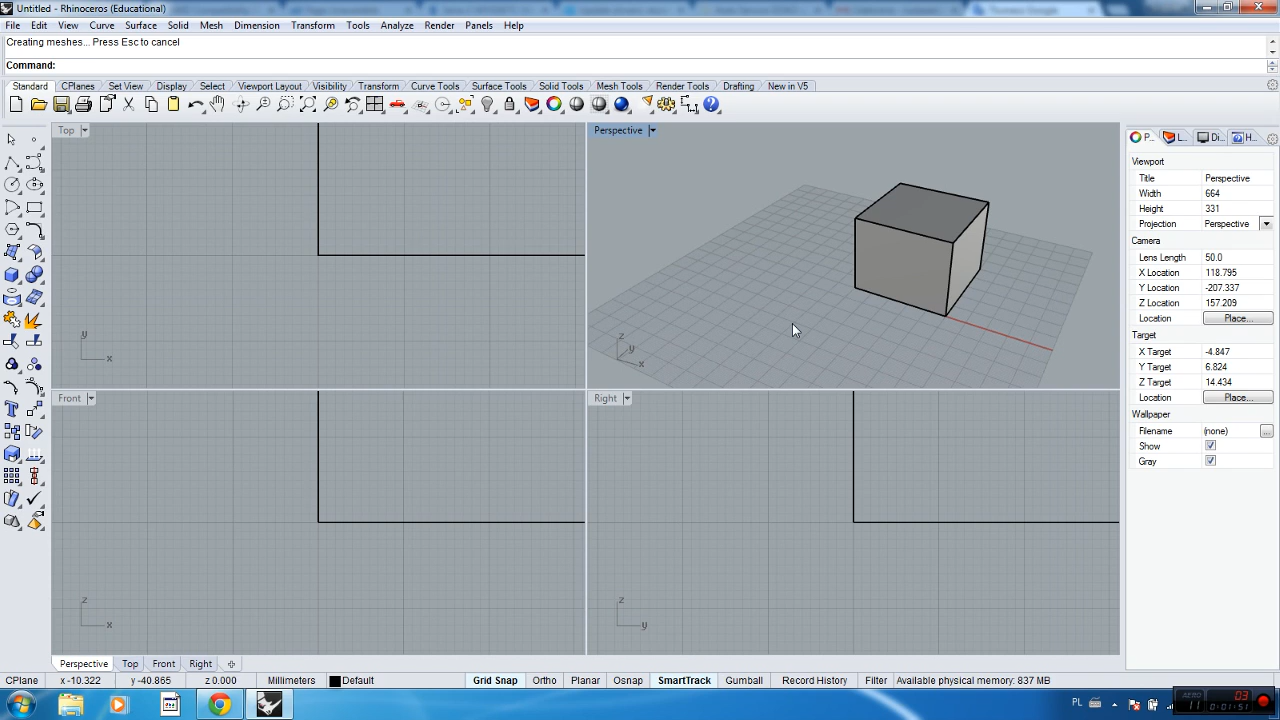 Untitled - Rhinoceros (Educational)
File Edit View Curve Surface Solid Mesh Dimension Transform Tools Analyze Render Panels Help
Creating meshes... Press Esc to cancel
Command:
Standard CPlanes Set View Display Select Viewport Layout Visibility Transform Curve Tools Surface Tools Solid Tools Mesh Tools Render Tools Drafting New in V5
Top
Perspective
P... L... Di... H...
Viewport
Title Perspective
Width 664
Height 331
Projection Perspective
Camera
Lens Length 50.0
X Location 118.795
Y Location -207.337
Z Location 157.209
Location Place...
Target
X Target -4.847
Y Target 6.824
Z Target 14.434
Location Place...
Wallpaper
Filename (none) ...
Show
Gray
y
x
z
y
x
Front
Right
z
x
z
y
Perspective Top Front Right
CPlane x -10.322 y -40.865 z 0.000 Millimeters Default Grid Snap Ortho Planar Osnap SmartTrack Gumball Record History Filter Available physical memory: 837 MB
PL
11
03
0:01:51